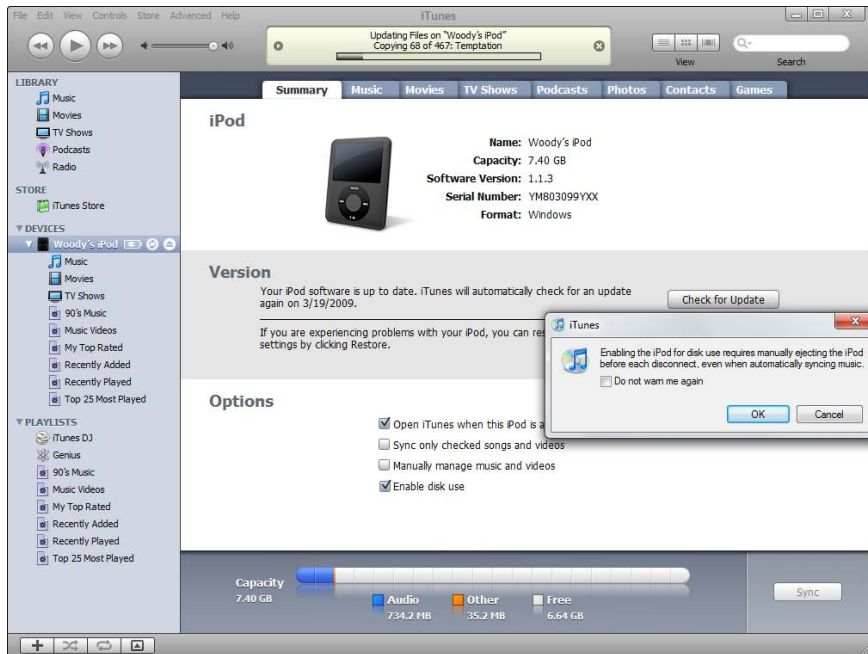 File Edit View Controls Store Advanced Help
iTunes
Updating Files on "Woody's iPod"
Copying 68 of 467: Temptation
View
Search
LIBRARY
Music
Movies
TV Shows
Podcasts
Radio
STORE
iTunes Store
DEVICES
Woody's iPod
Music
Movies
TV Shows
90's Music
Music Videos
My Top Rated
Recently Added
Recently Played
Top 25 Most Played
PLAYLISTS
iTunes DJ
Genius
90's Music
Music Videos
My Top Rated
Recently Added
Recently Played
Top 25 Most Played
Summary Music Movies TV Shows Podcasts Photos Contacts Games
iPod
Name: Woody's iPod
Capacity: 7.40 GB
Software Version: 1.1.3
Serial Number: YM803099YXX
Format: Windows
Version
Your iPod software is up to date. iTunes will automatically check for an update
again on 3/19/2009.
Check for Update
If you are experiencing problems with your iPod, you can
settings by clicking Restore.
iTunes
Enabling the iPod for disk use requires manually ejecting the iPod
before each disconnect, even when automatically syncing music.
Do not warn me again
OK Cancel
Options
Open iTunes when this iPod is
Sync only checked songs and videos
Manually manage music and videos
Enable disk use
Capacity
7.40 GB
Audio
734.2 MB
Other
35.2 MB
Free
6.64 GB
Sync